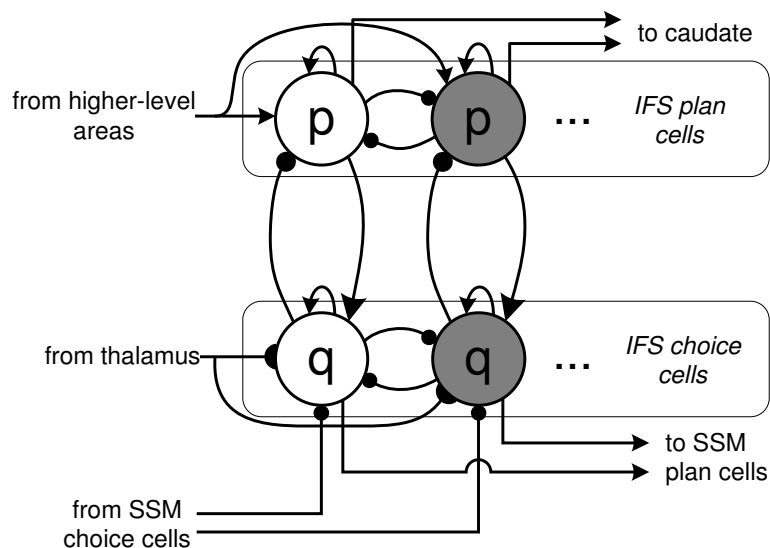 to caudate
from higher-level
areas
p
p
...
IFS plan
cells
from thalamus
q
q
...
IFS choice
cells
to SSM
plan cells
from SSM
choice cells